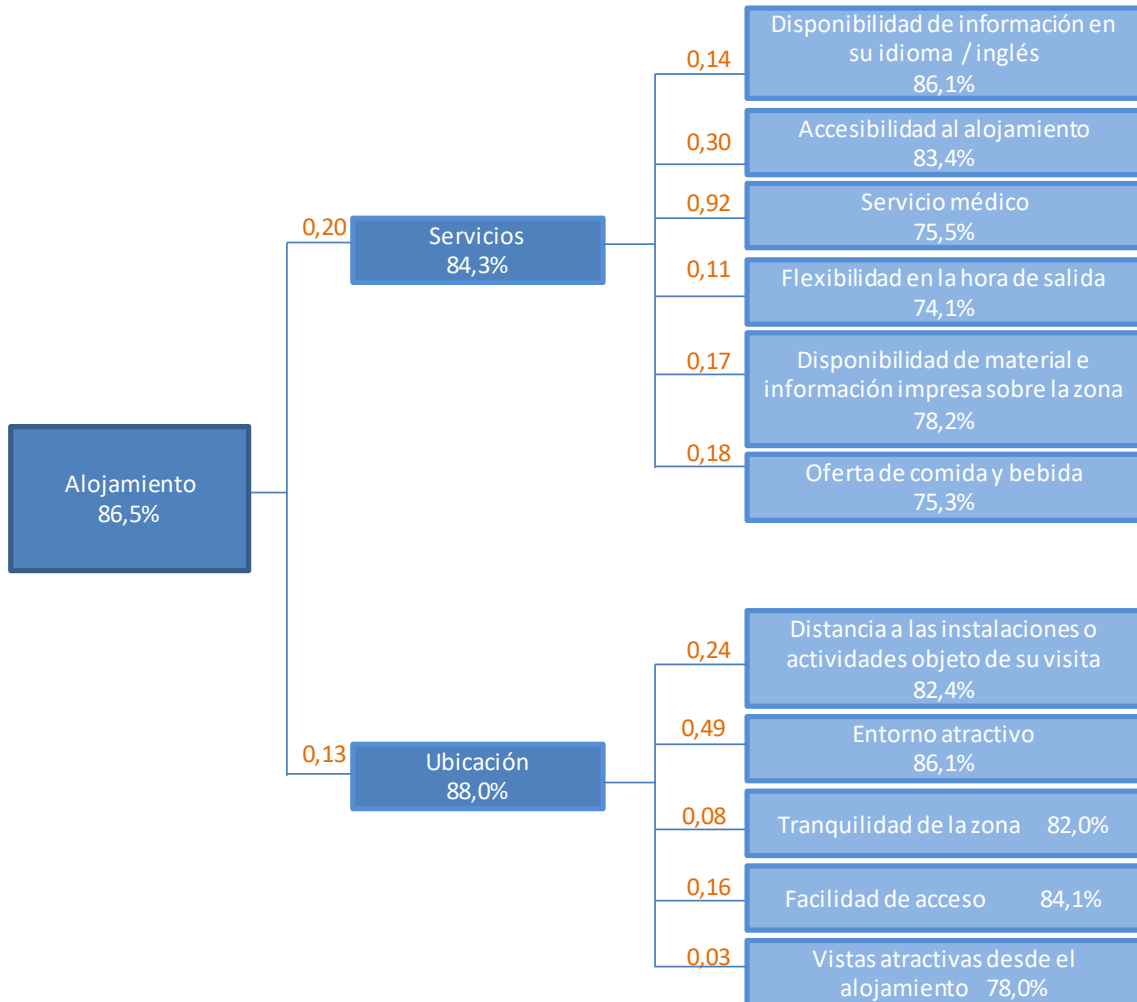 Disponibilidad de información en
su idioma / inglés
86,1%
0,14
Accesibilidad al alojamiento
83,4%
0,30
Servicio médico
75,5%
0,92
0,20
Servicios
84,3%
Flexibilidad en la hora de salida
74,1%
0,11
Disponibilidad de material e
información impresa sobre la zona
78,2%
0,17
Oferta de comida y bebida
75,3%
0,18
Alojamiento
86,5%
Distancia a las instalaciones o
actividades objeto de su visita
82,4%
0,24
Entorno atractivo
86,1%
0,49
0,13
Ubicación
88,0%
Tranquilidad de la zona 82,0%
0,08
Facilidad de acceso 84,1%
0,16
Vistas atractivas desde el
alojamiento 78,0%
0,03